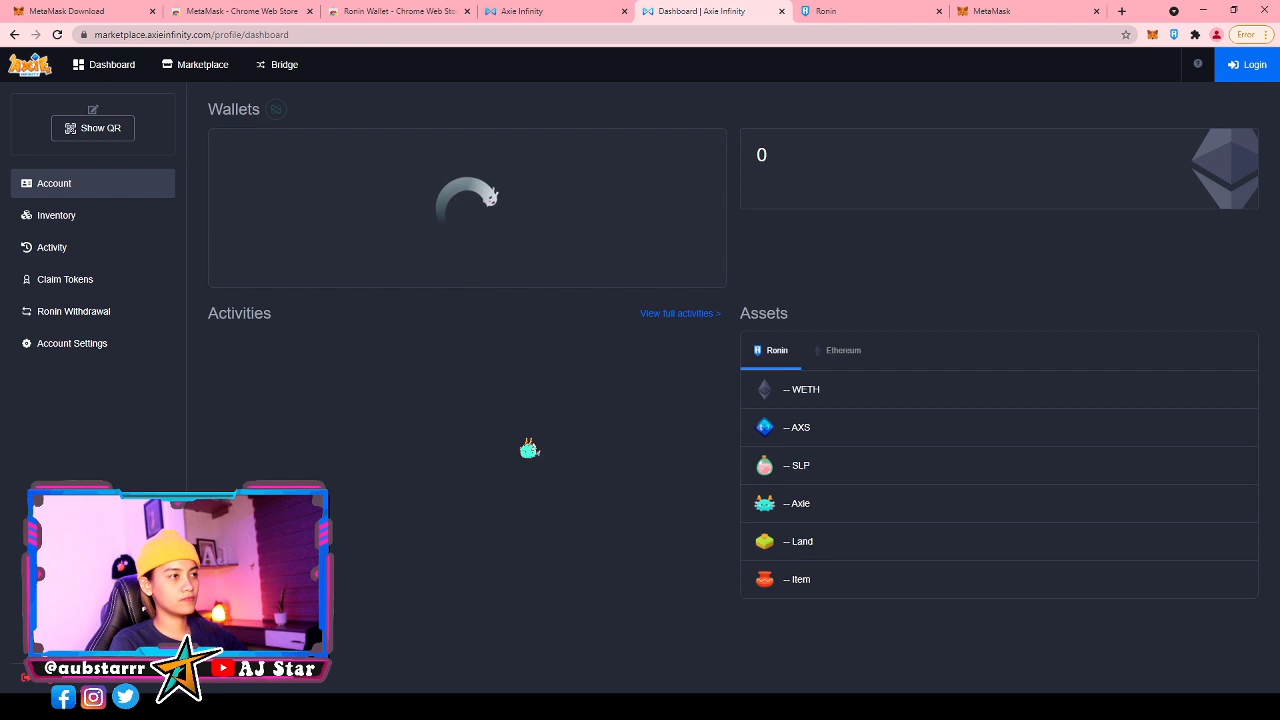 MetaMask Download
MetaMask - Chrome Web Store
Ronin Wallet - Chrome Web Sto
Axie Infinity
Dashboard | Axie Infinity
Ronin
MetaMask
marketplace.axieinfinity.com/profile/dashboard
Error
AXIE
Dashboard
Marketplace
Bridge
Login
Show QR
Account
Inventory
Activity
Claim Tokens
Ronin Withdrawal
Account Settings
Wallets
0
Activities
View full activities >
Assets
Ronin
Ethereum
-- WETH
-- AXS
-- SLP
-- Axie
-- Land
-- Item
@aubstarrr
AJ Star